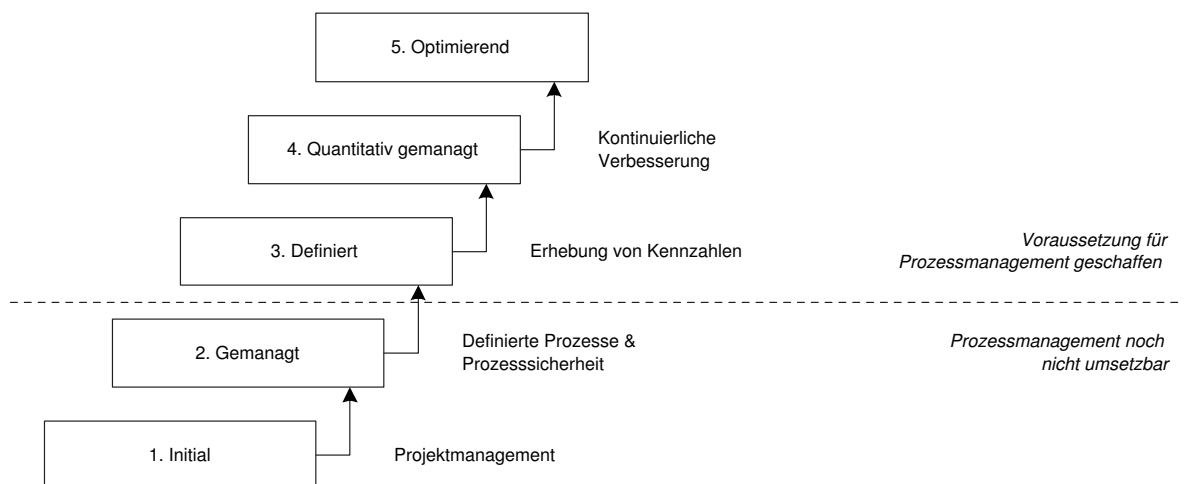 5. Optimierend
4. Quantitativ gemanagt
Kontinuierliche
Verbesserung
3. Definiert
Erhebung von Kennzahlen
Voraussetzung für
Prozessmanagement geschaffen
2. Gemanagt
Definierte Prozesse &
Prozesssicherheit
Prozessmanagement noch
nicht umsetzbar
1. Initial
Projektmanagement